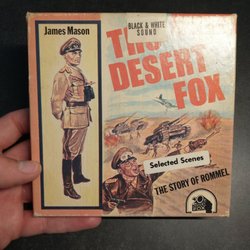 James Mason
BLACK & WHITE
SOUND
THE
DESERT
FOX
Selected Scenes
THE STORY OF ROMMEL